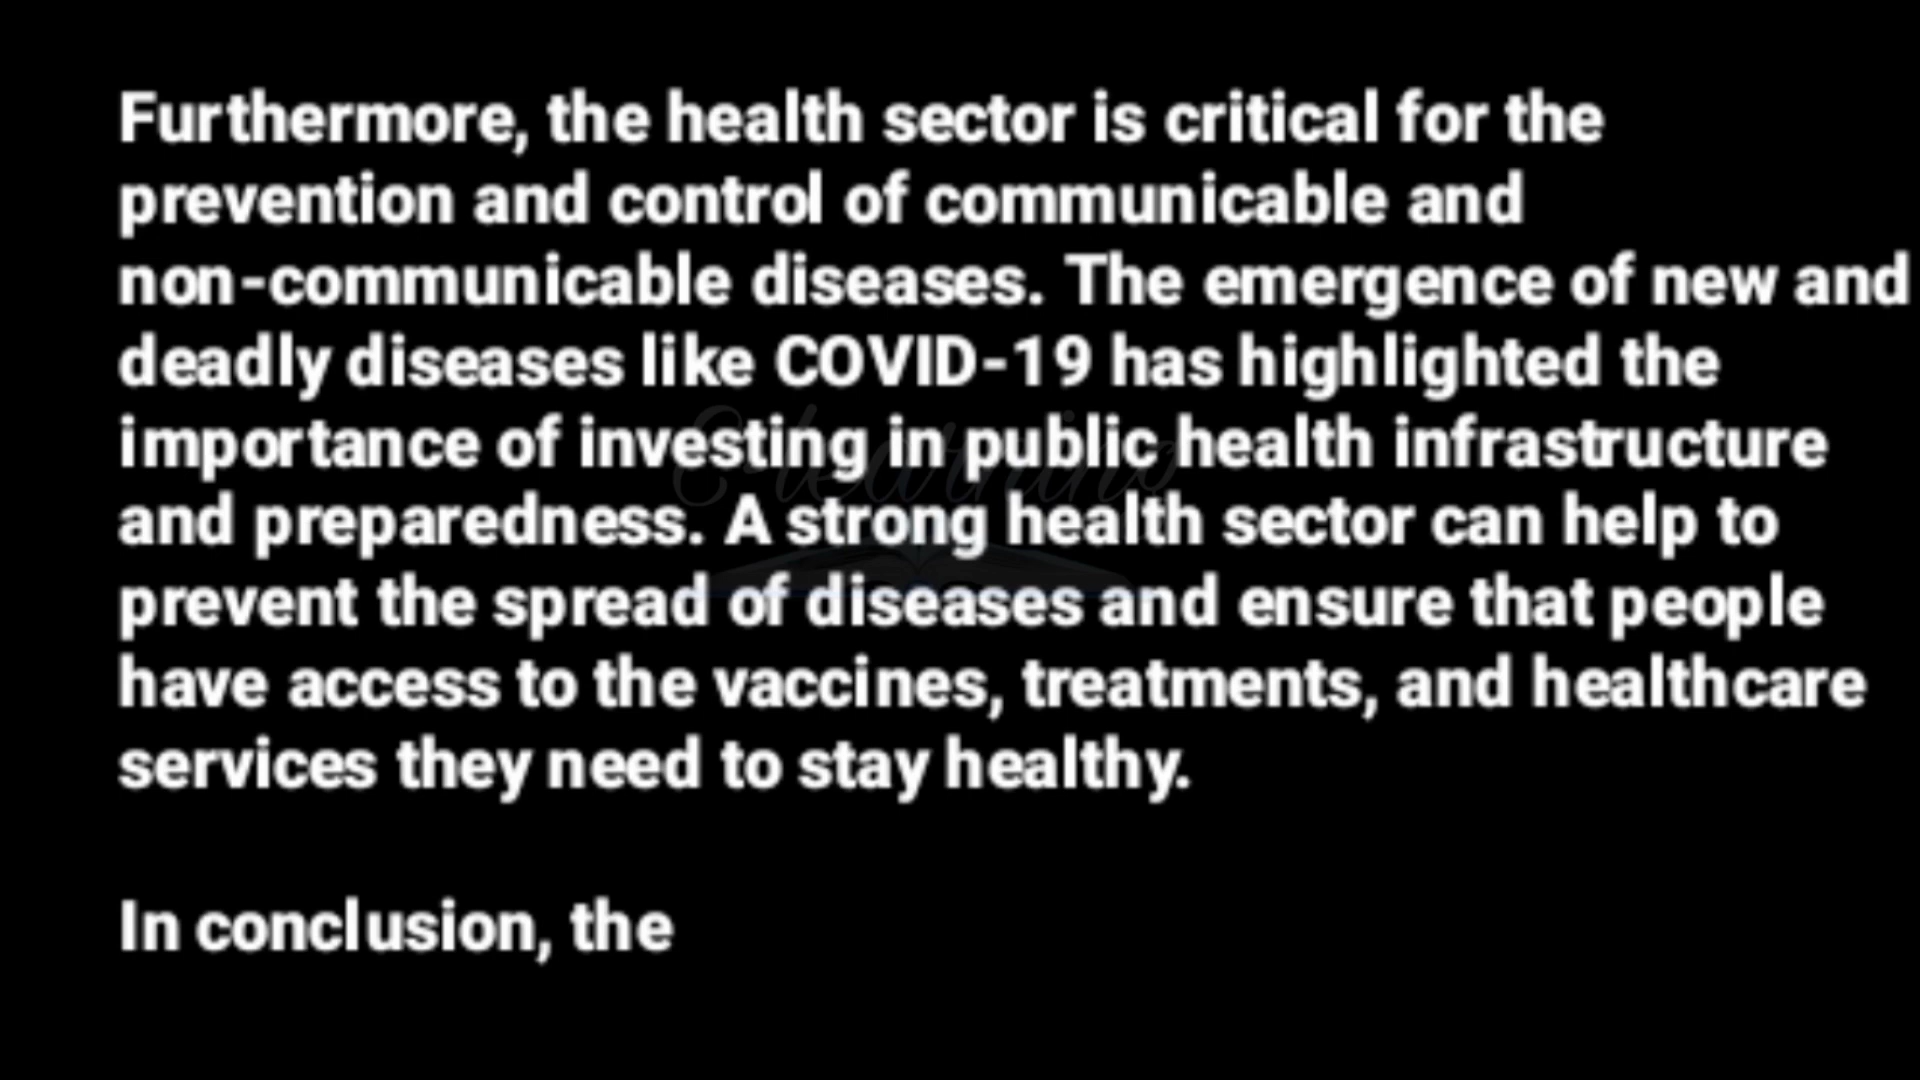 Furthermore, the health sector is critical for the
prevention and control of communicable and
non-communicable diseases. The emergence of new and
deadly diseases like COVID-19 has highlighted the
importance of investing in public health infrastructure
and preparedness. A strong health sector can help to
prevent the spread of diseases and ensure that people
have access to the vaccines, treatments, and healthcare
services they need to stay healthy.
In conclusion, the
E-learning